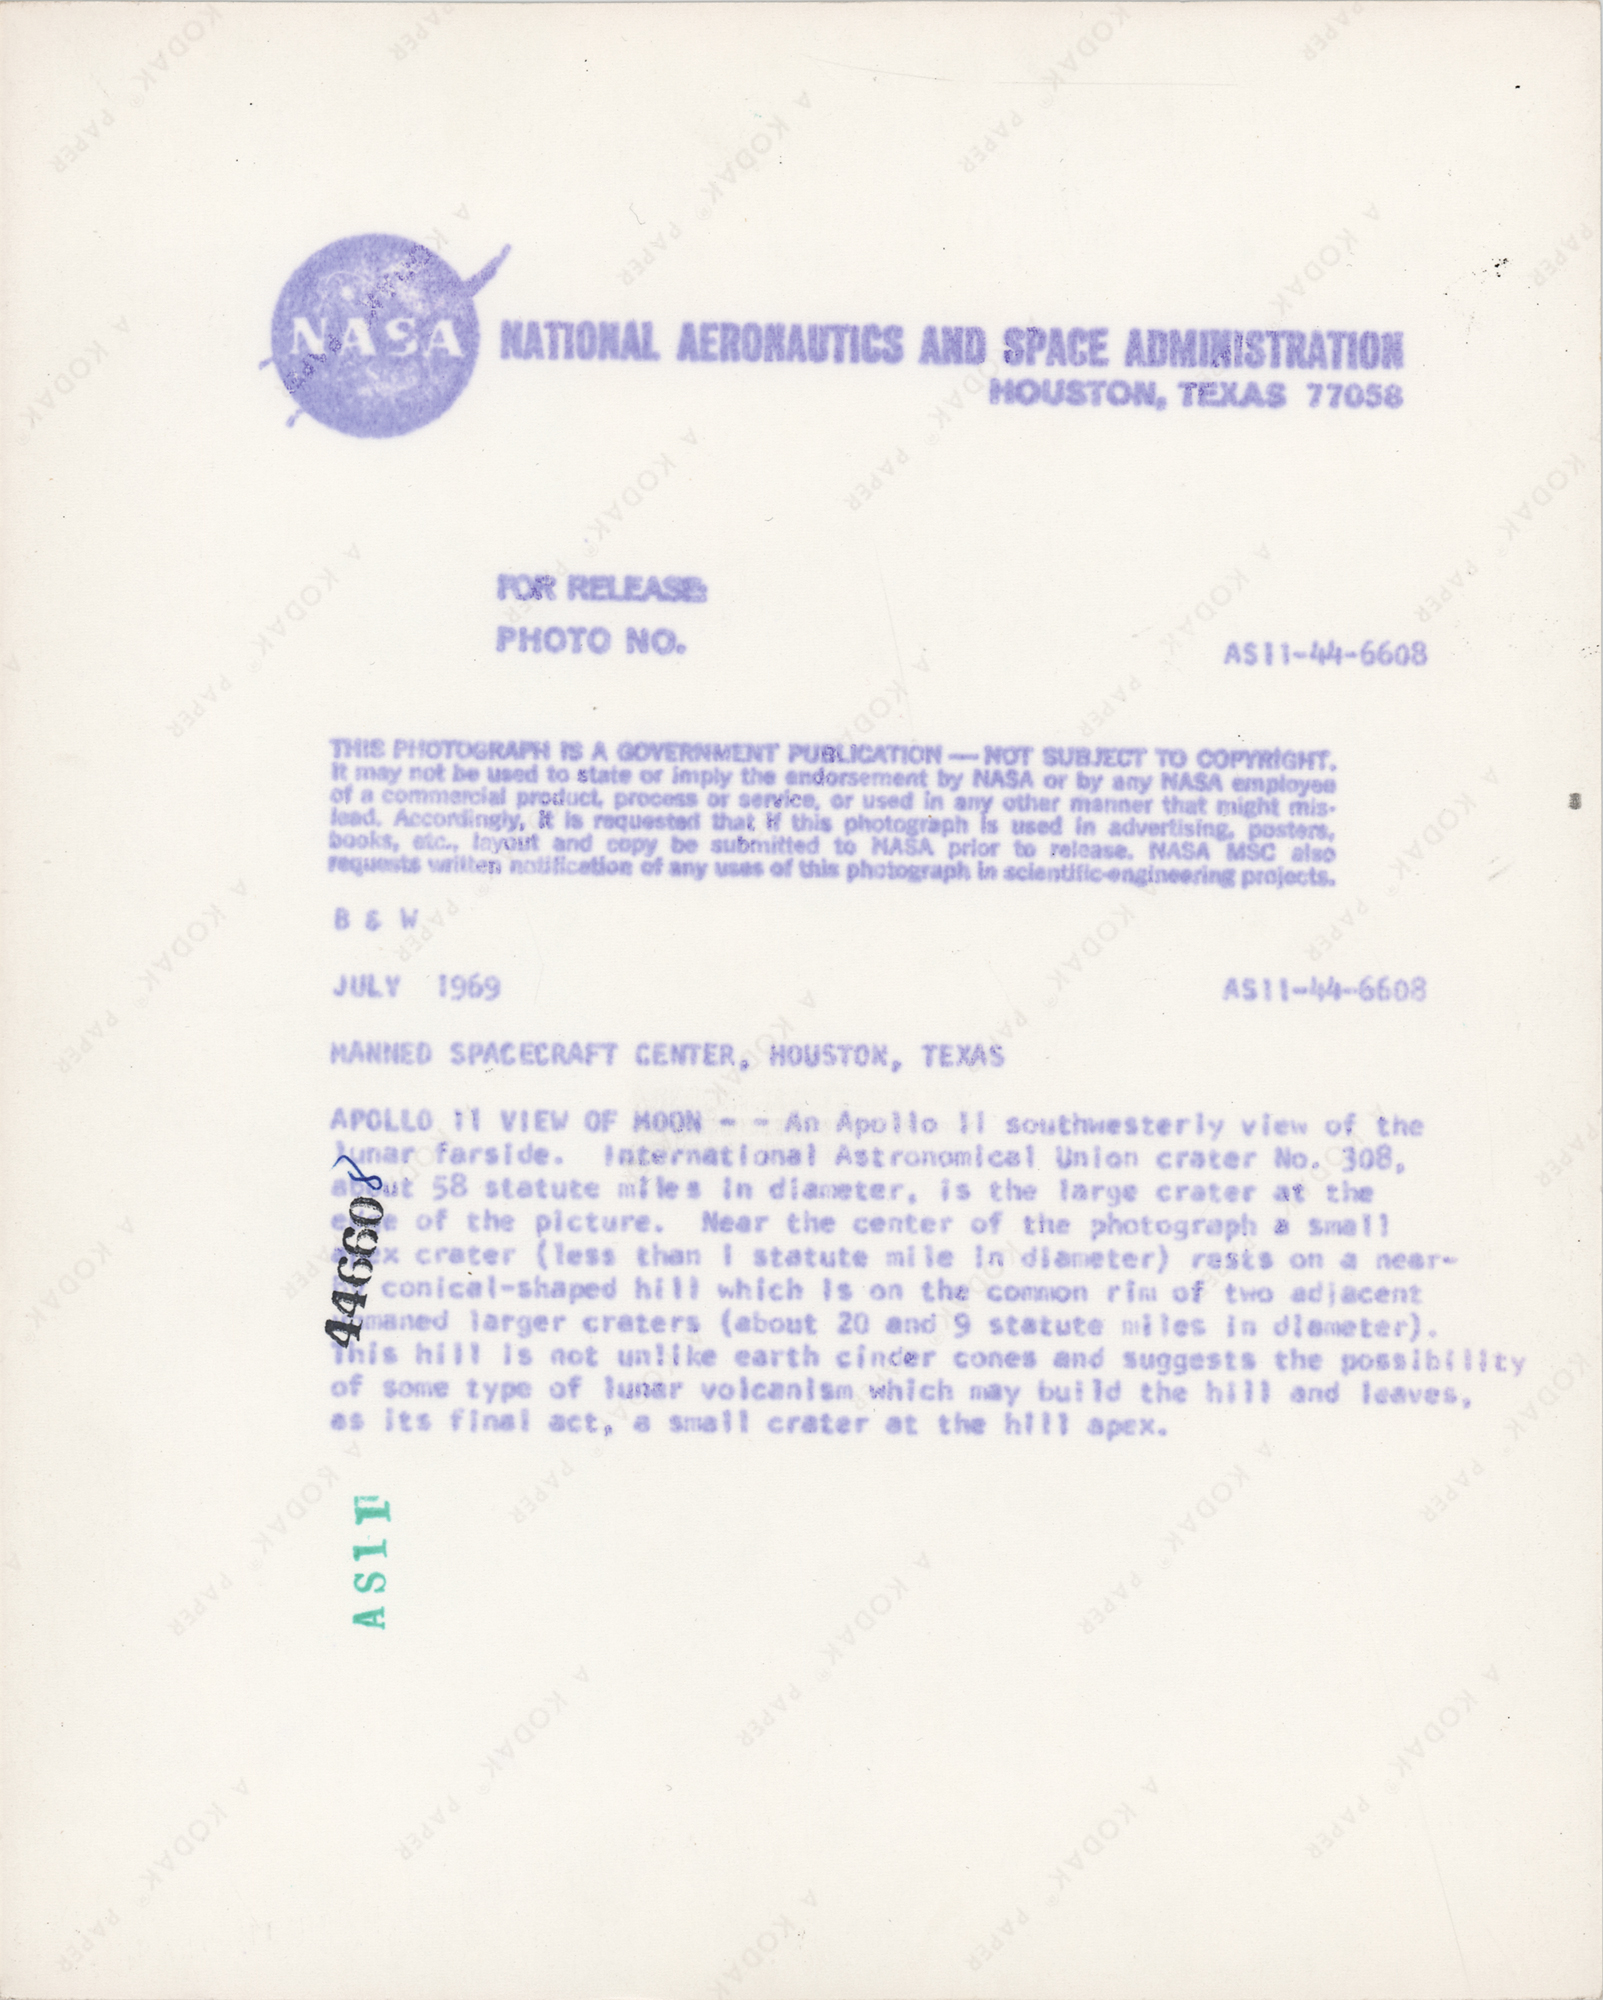 NASA
NATIONAL AERONAUTICS AND SPACE ADMINISTRATION
HOUSTON, TEXAS 77058
FOR RELEASE:
PHOTO NO.
AS11-44-6608
THIS PHOTOGRAPH IS A GOVERNMENT PUBLICATION — NOT SUBJECT TO COPYRIGHT.
It may not be used to state or imply the endorsement by NASA or by any NASA employee
of a commercial product, process or service, or used in any other manner that might mis-
lead. Accordingly, it is requested that if this photograph is used in advertising, posters,
books, etc., layout and copy be submitted to NASA prior to release. NASA MSC also
requests written notification of any uses of this photograph in scientific-engineering projects.
B & W
JULY 1969 AS11-44-6608
MANNED SPACECRAFT CENTER, HOUSTON, TEXAS
APOLLO 11 VIEW OF MOON - - An Apollo 11 southwesterly view of the
lunar farside. International Astronomical Union crater No. 308,
about 58 statute miles in diameter, is the large crater at the
of the picture. Near the center of the photograph a small
apex crater (less than 1 statute mile in diameter) rests on a near-
conical-shaped hill which is on the common rim of two adjacent
larger craters (about 20 and 9 statute miles in diameter).
This hill is not unlike earth cinder cones and suggests the possibility
of some type of lunar volcanism which may build the hill and leaves,
as its final act, a small crater at the hill apex.
446608
AS11
A KODAK® PAPER